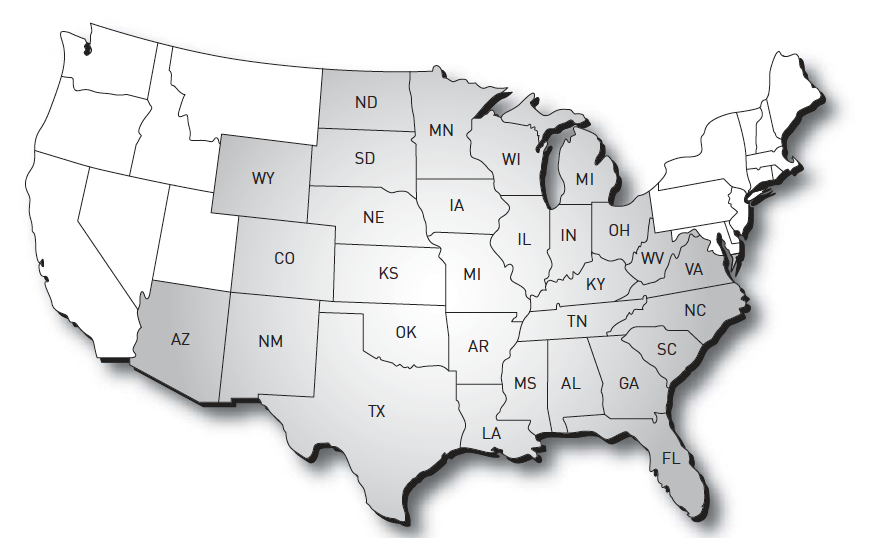 ND
MN
WI
MI
WY
SD
IA
NE
IL
IN
OH
WV
VA
CO
KS
MI
KY
NC
AZ
NM
OK
AR
TN
SC
TX
MS
AL
GA
LA
FL